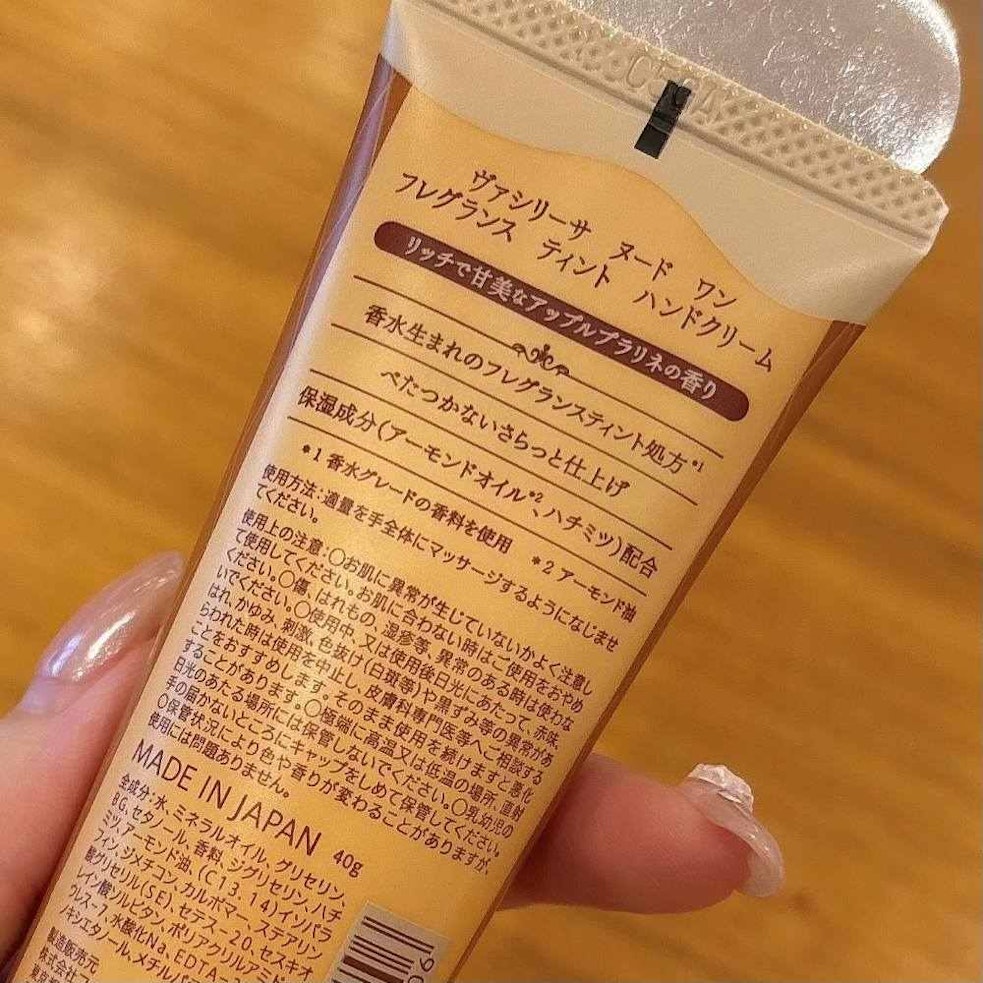 ヴァシリーサ ヌード ワン
フレグランス ティント ハンドクリーム
リッチで甘美なアップルプラリネの香り
香水生まれのフレグランスティント処方*1
べたつかないさらっと仕上げ
保湿成分(アーモンドオイル*2、ハチミツ)配合
*1 香水グレードの香料を使用 *2 アーモンド油
使用方法:適量を手全体にマッサージするようになじませ
てください。
使用上の注意:○お肌に異常が生じていないかよく注意し
て使用してください。お肌に合わない時はご使用をおやめ
ください。○傷、はれもの、湿疹等、異常のある時は使わな
いでください。○使用中、又は使用後日光にあたって、赤味、
はれ、かゆみ、刺激、色抜け(白斑等)や黒ずみ等の異常があ
らわれた時は使用を中止し、皮膚科専門医等へご相談する
ことをおすすめします。そのまま使用を続けますと悪化
することがあります。○極端に高温又は低温の場所、直射
日光のあたる場所には保管しないでください。○乳幼児の
手の届かないところにキャップをしめて保管してください。
○保管状況により色や香りが変わることがありますが、
使用には問題ありません。
MADE IN JAPAN 40g
全成分:水、ミネラルオイル、グリセリン、
BG、セタノール、香料、ジグリセリン、ハチ
ミツ、アーモンド油、(C13,14)イソパラ
フィン、ジメチコン、カルボマー、ステアリン
酸グリセリル(SE)、セテス-20、セスキオ
レイン酸ソルビタン、ポリアクリルアミド、
ラウレス-7、水酸化Na、EDTA-
ノキシエタノール、メチルパ
製造販売元
株式会社フ
東京